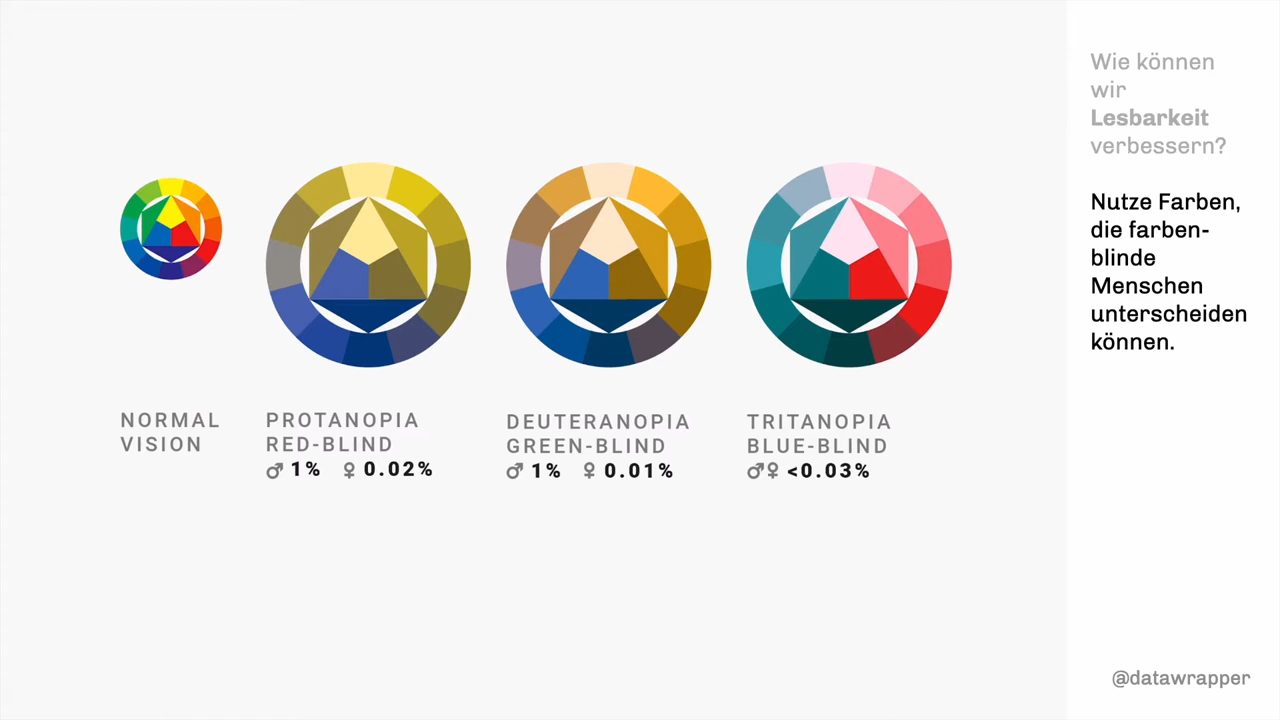 NORMAL
VISION
PROTANOPIA
RED-BLIND
♂ 1% ♀ 0.02%
DEUTERANOPIA
GREEN-BLIND
♂ 1% ♀ 0.01%
TRITANOPIA
BLUE-BLIND
♂♀ <0.03%
Wie können
wir
Lesbarkeit
verbessern?
Nutze Farben,
die farben-
blinde
Menschen
unterscheiden
können.
@datawrapper